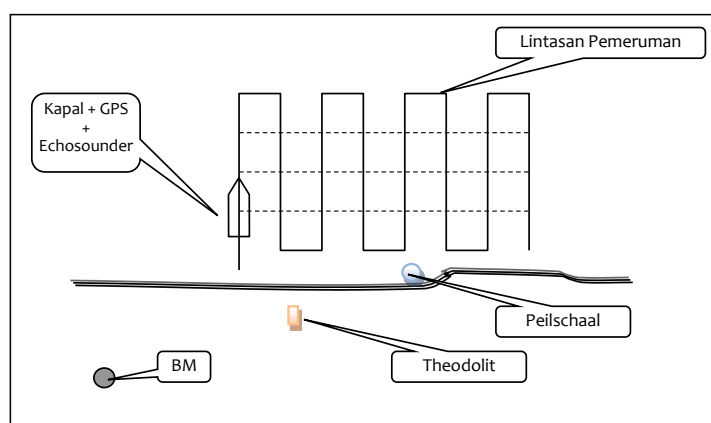 Lintasan Pemeruman
Kapal + GPS
+
Echosounder
Peilschaal
BM
Theodolit